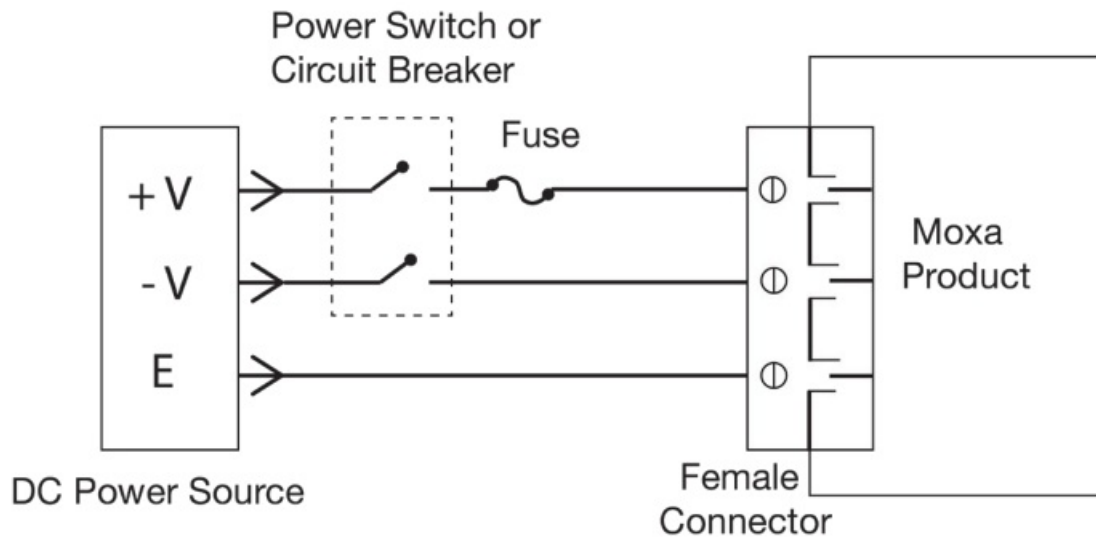 Power Switch or
Circuit Breaker
Fuse
+ V
- V
E
Moxa
Product
DC Power Source
Female
Connector